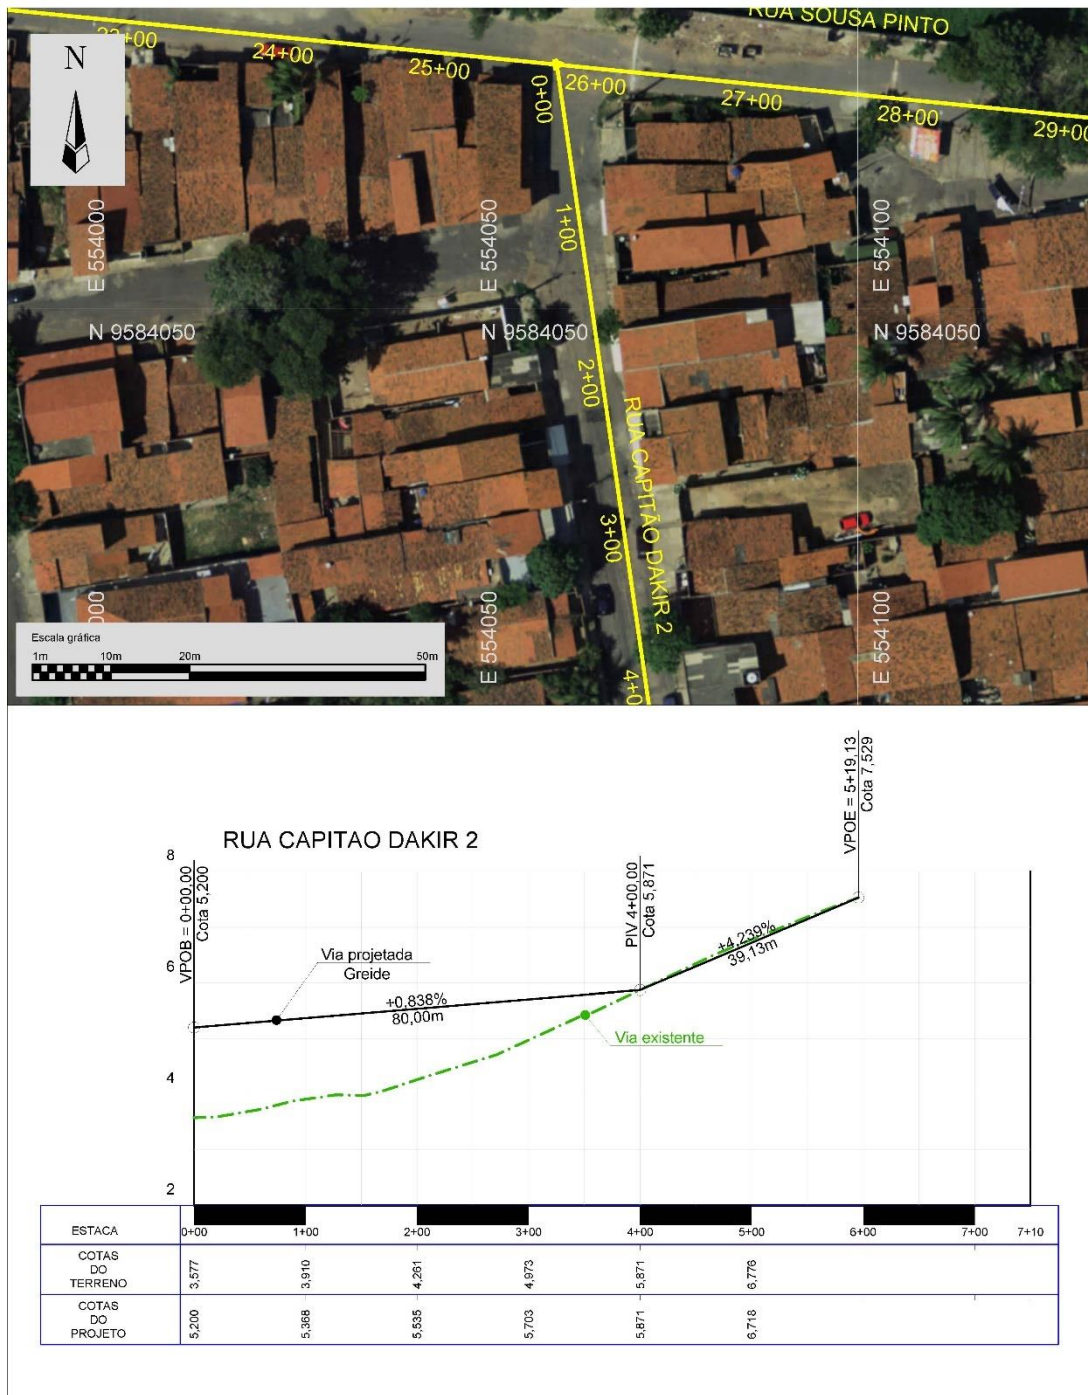 RUA SOUSA PINTO
23+00
24+00
25+00
26+00
27+00
28+00
29+00
N
0+00
1+00
E 554000
E 554050
E 554100
N 9584050
N 9584050
N 9584050
2+00
RUA CAPITÃO DAKIR 2
3+00
E 554050
E 554100
Escala gráfica
1m 10m 20m 50m
RUA CAPITAO DAKIR 2
VPOB = 0+00,00
Cota 5,200
PIV 4+00,00
Cota 5,871
VPOE = 5+19,13
Cota 7,529
8
6
4
2
Via projetada
Greide
+0,838%
80,00m
+4,239%
39,13m
Via existente
ESTACA 0+00 1+00 2+00 3+00 4+00 5+00 6+00 7+00 7+10
COTAS
DO
TERRENO
3,577 3,910 4,261 4,973 5,871 6,776
COTAS
DO
PROJETO
5,200 5,368 5,535 5,703 5,871 6,718